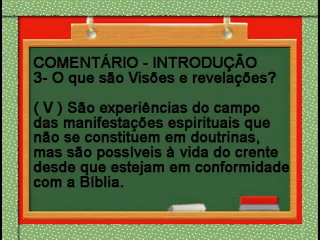 COMENTÁRIO - INTRODUÇÃO
3- O que são Visões e revelações?
( V ) São experiências do campo
das manifestações espirituais que
não se constituem em doutrinas,
mas são possíveis à vida do crente
desde que estejam em conformidade
com a Bíblia.